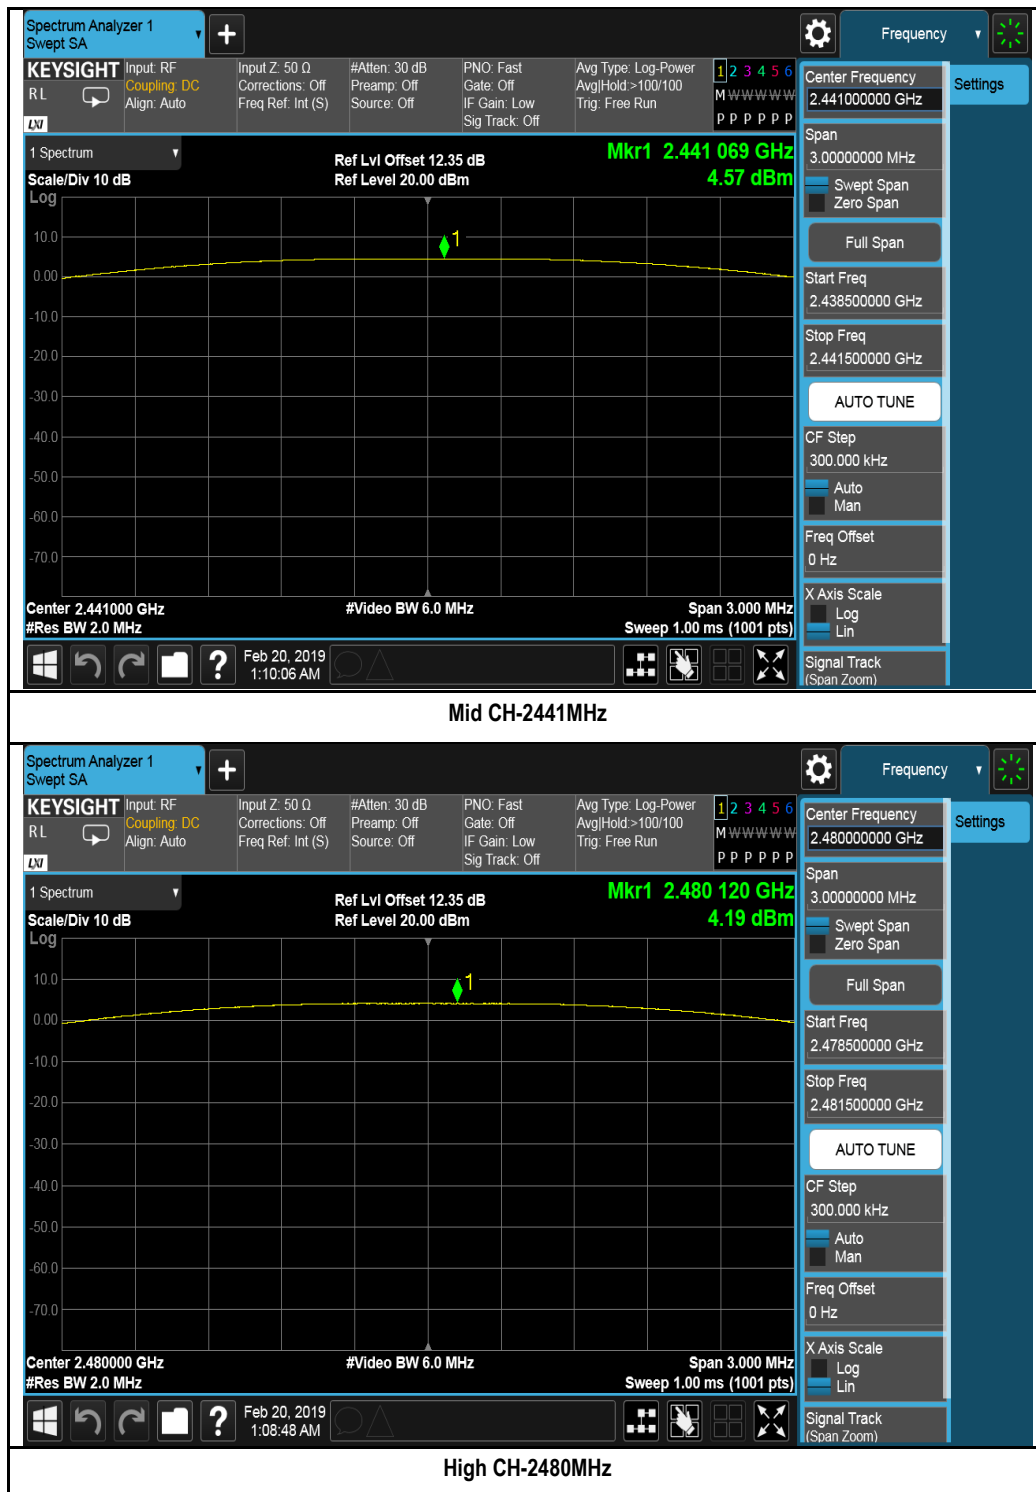 Spectrum Analyzer 1
Swept SA
Frequency
KEYSIGHT
RL
LXI
Input: RF
Coupling: DC
Align: Auto
Input Z: 50 Ω
Corrections: Off
Freq Ref: Int (S)
#Atten: 30 dB
Preamp: Off
Source: Off
PNO: Fast
Gate: Off
IF Gain: Low
Sig Track: Off
Avg Type: Log-Power
Avg|Hold:>100/100
Trig: Free Run
1 2 3 4 5 6
M W W W W W
P P P P P P
1 Spectrum
Scale/Div 10 dB
Ref Lvl Offset 12.35 dB
Ref Level 20.00 dBm
Mkr1 2.441 069 GHz
4.57 dBm
Log
10.0
0.00
-10.0
-20.0
-30.0
-40.0
-50.0
-60.0
-70.0
1
Center 2.441000 GHz
#Res BW 2.0 MHz
#Video BW 6.0 MHz
Span 3.000 MHz
Sweep 1.00 ms (1001 pts)
Feb 20, 2019
1:10:06 AM
Center Frequency
2.441000000 GHz
Settings
Span
3.00000000 MHz
Swept Span
Zero Span
Full Span
Start Freq
2.438500000 GHz
Stop Freq
2.441500000 GHz
AUTO TUNE
CF Step
300.000 kHz
Auto
Man
Freq Offset
0 Hz
X Axis Scale
Log
Lin
Signal Track
(Span Zoom)
Mid CH-2441MHz
Spectrum Analyzer 1
Swept SA
Frequency
KEYSIGHT
RL
LXI
Input: RF
Coupling: DC
Align: Auto
Input Z: 50 Ω
Corrections: Off
Freq Ref: Int (S)
#Atten: 30 dB
Preamp: Off
Source: Off
PNO: Fast
Gate: Off
IF Gain: Low
Sig Track: Off
Avg Type: Log-Power
Avg|Hold:>100/100
Trig: Free Run
1 2 3 4 5 6
M W W W W W
P P P P P P
1 Spectrum
Scale/Div 10 dB
Ref Lvl Offset 12.35 dB
Ref Level 20.00 dBm
Mkr1 2.480 120 GHz
4.19 dBm
Log
10.0
0.00
-10.0
-20.0
-30.0
-40.0
-50.0
-60.0
-70.0
1
Center 2.480000 GHz
#Res BW 2.0 MHz
#Video BW 6.0 MHz
Span 3.000 MHz
Sweep 1.00 ms (1001 pts)
Feb 20, 2019
1:08:48 AM
Center Frequency
2.480000000 GHz
Settings
Span
3.00000000 MHz
Swept Span
Zero Span
Full Span
Start Freq
2.478500000 GHz
Stop Freq
2.481500000 GHz
AUTO TUNE
CF Step
300.000 kHz
Auto
Man
Freq Offset
0 Hz
X Axis Scale
Log
Lin
Signal Track
(Span Zoom)
High CH-2480MHz